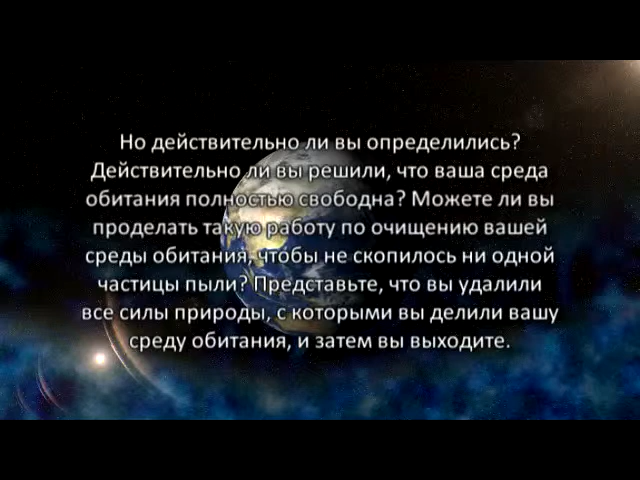 Но действительно ли вы определились?
Действительно ли вы решили, что ваша среда
обитания полностью свободна? Можете ли вы
проделать такую работу по очищению вашей
среды обитания, чтобы не скопилось ни одной
частицы пыли? Представьте, что вы удалили
все силы природы, с которыми вы делили вашу
среду обитания, и затем вы выходите.